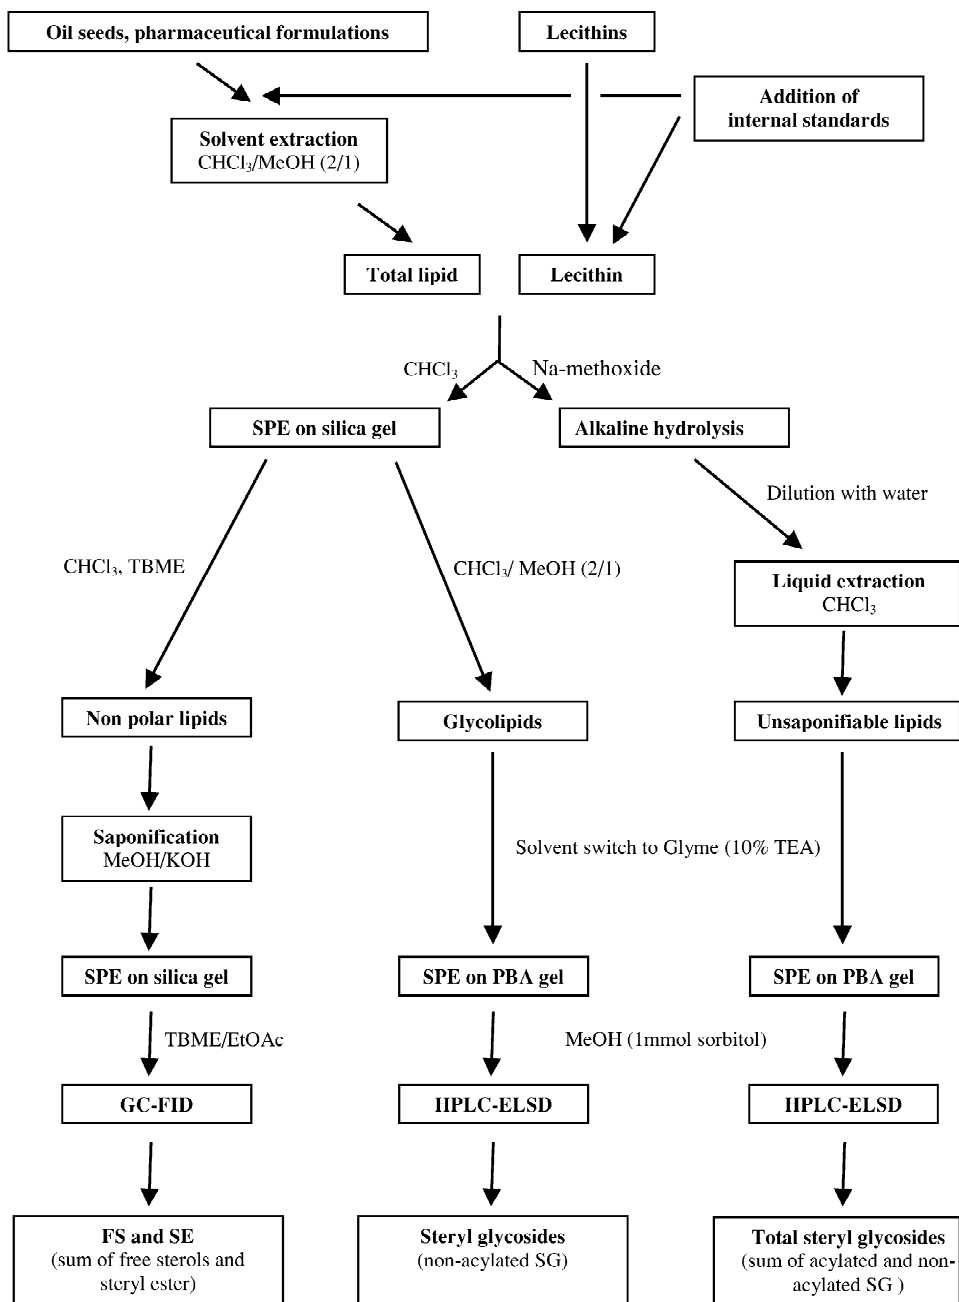 Oil seeds, pharmaceutical formulations
Lecithins
Addition of
internal standards
Solvent extraction
CHCl₃/MeOH (2/1)
Total lipid
Lecithin
CHCl₃
Na-methoxide
SPE on silica gel
Alkaline hydrolysis
Dilution with water
CHCl₃, TBME
CHCl₃/ MeOH (2/1)
Liquid extraction
CHCl₃
Non polar lipids
Glycolipids
Unsaponifiable lipids
Saponification
MeOH/KOH
Solvent switch to Glyme (10% TEA)
SPE on silica gel
SPE on PBA gel
SPE on PBA gel
TBME/EtOAc
MeOH (1mmol sorbitol)
GC-FID
HPLC-ELSD
HPLC-ELSD
FS and SE
(sum of free sterols and
steryl ester)
Steryl glycosides
(non-acylated SG)
Total steryl glycosides
(sum of acylated and non-
acylated SG )